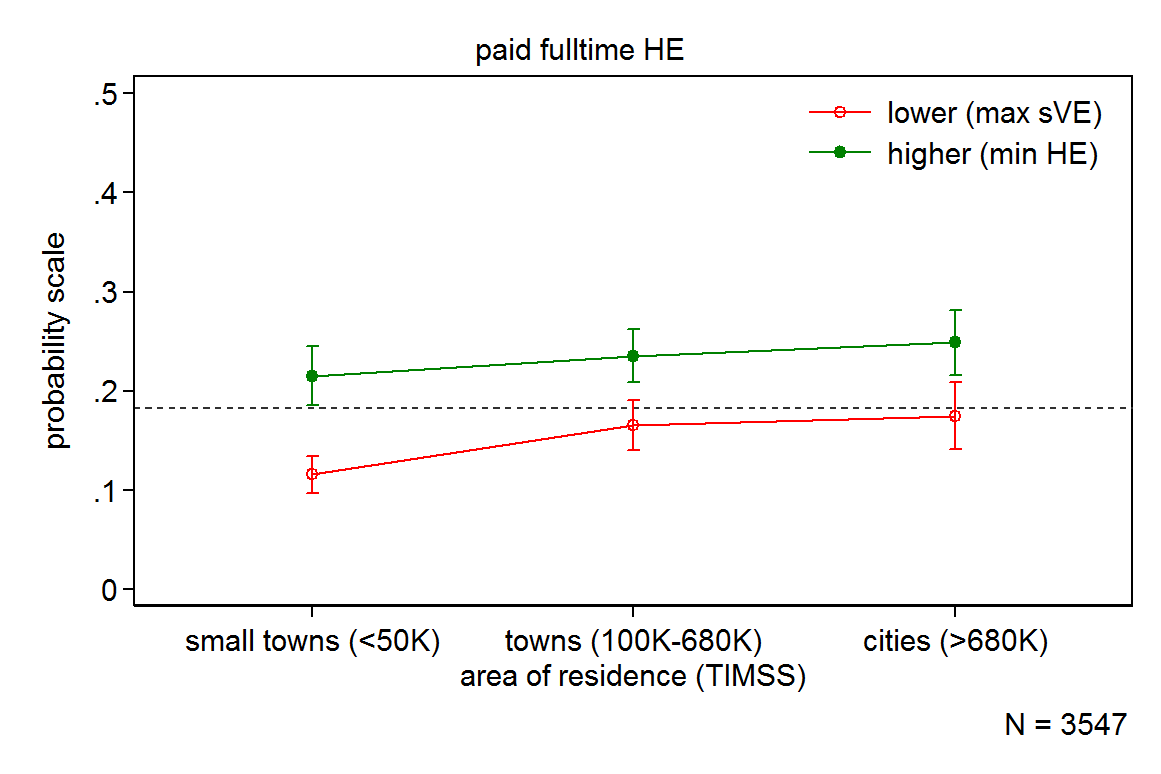 paid fulltime HE
lower (max sVE)
higher (min HE)
probability scale
.5
.4
.3
.2
.1
0
small towns (<50K)
towns (100K-680K)
cities (>680K)
area of residence (TIMSS)
N = 3547